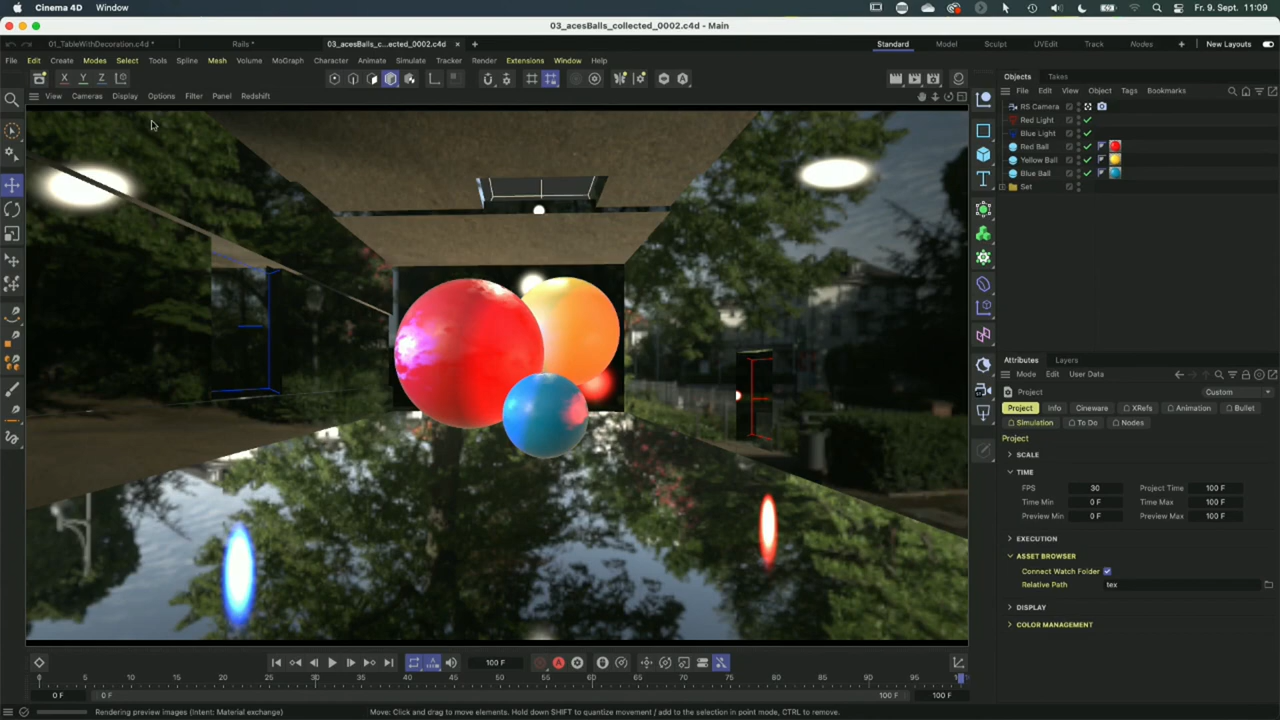 Cinema 4D Window Fr. 9. Sept. 11:09
03_acesBalls_collected_0002.c4d - Main
01_TableWithDecoration.c4d * Rails * 03_acesBalls_c...ected_0002.c4d × + Standard Model Sculpt UVEdit Track Nodes + New Layouts
File Edit Create Modes Select Tools Spline Mesh Volume MoGraph Character Animate Simulate Tracker Render Extensions Window Help
X Y Z
View Cameras Display Options Filter Panel Redshift
Objects Takes
File Edit View Object Tags Bookmarks
RS Camera
Red Light
Blue Light
Red Ball
Yellow Ball
Blue Ball
Set
Attributes Layers
Mode Edit User Data
Project Custom
Project Info Cineware XRefs Animation Bullet
Simulation To Do Nodes
Project
SCALE
TIME
FPS 30 Project Time 100 F
Time Min 0 F Time Max 100 F
Preview Min 0 F Preview Max 100 F
EXECUTION
ASSET BROWSER
Connect Watch Folder
Relative Path tex
DISPLAY
COLOR MANAGEMENT
100 F
0 5 10 15 20 25 30 35 40 45 50 55 60 65 70 75 80 85 90 95
0 F 0 F 100 F 100 F
Rendering preview images (Intent: Material exchange) Move: Click and drag to move elements. Hold down SHIFT to quantize movement / add to the selection in point mode, CTRL to remove.